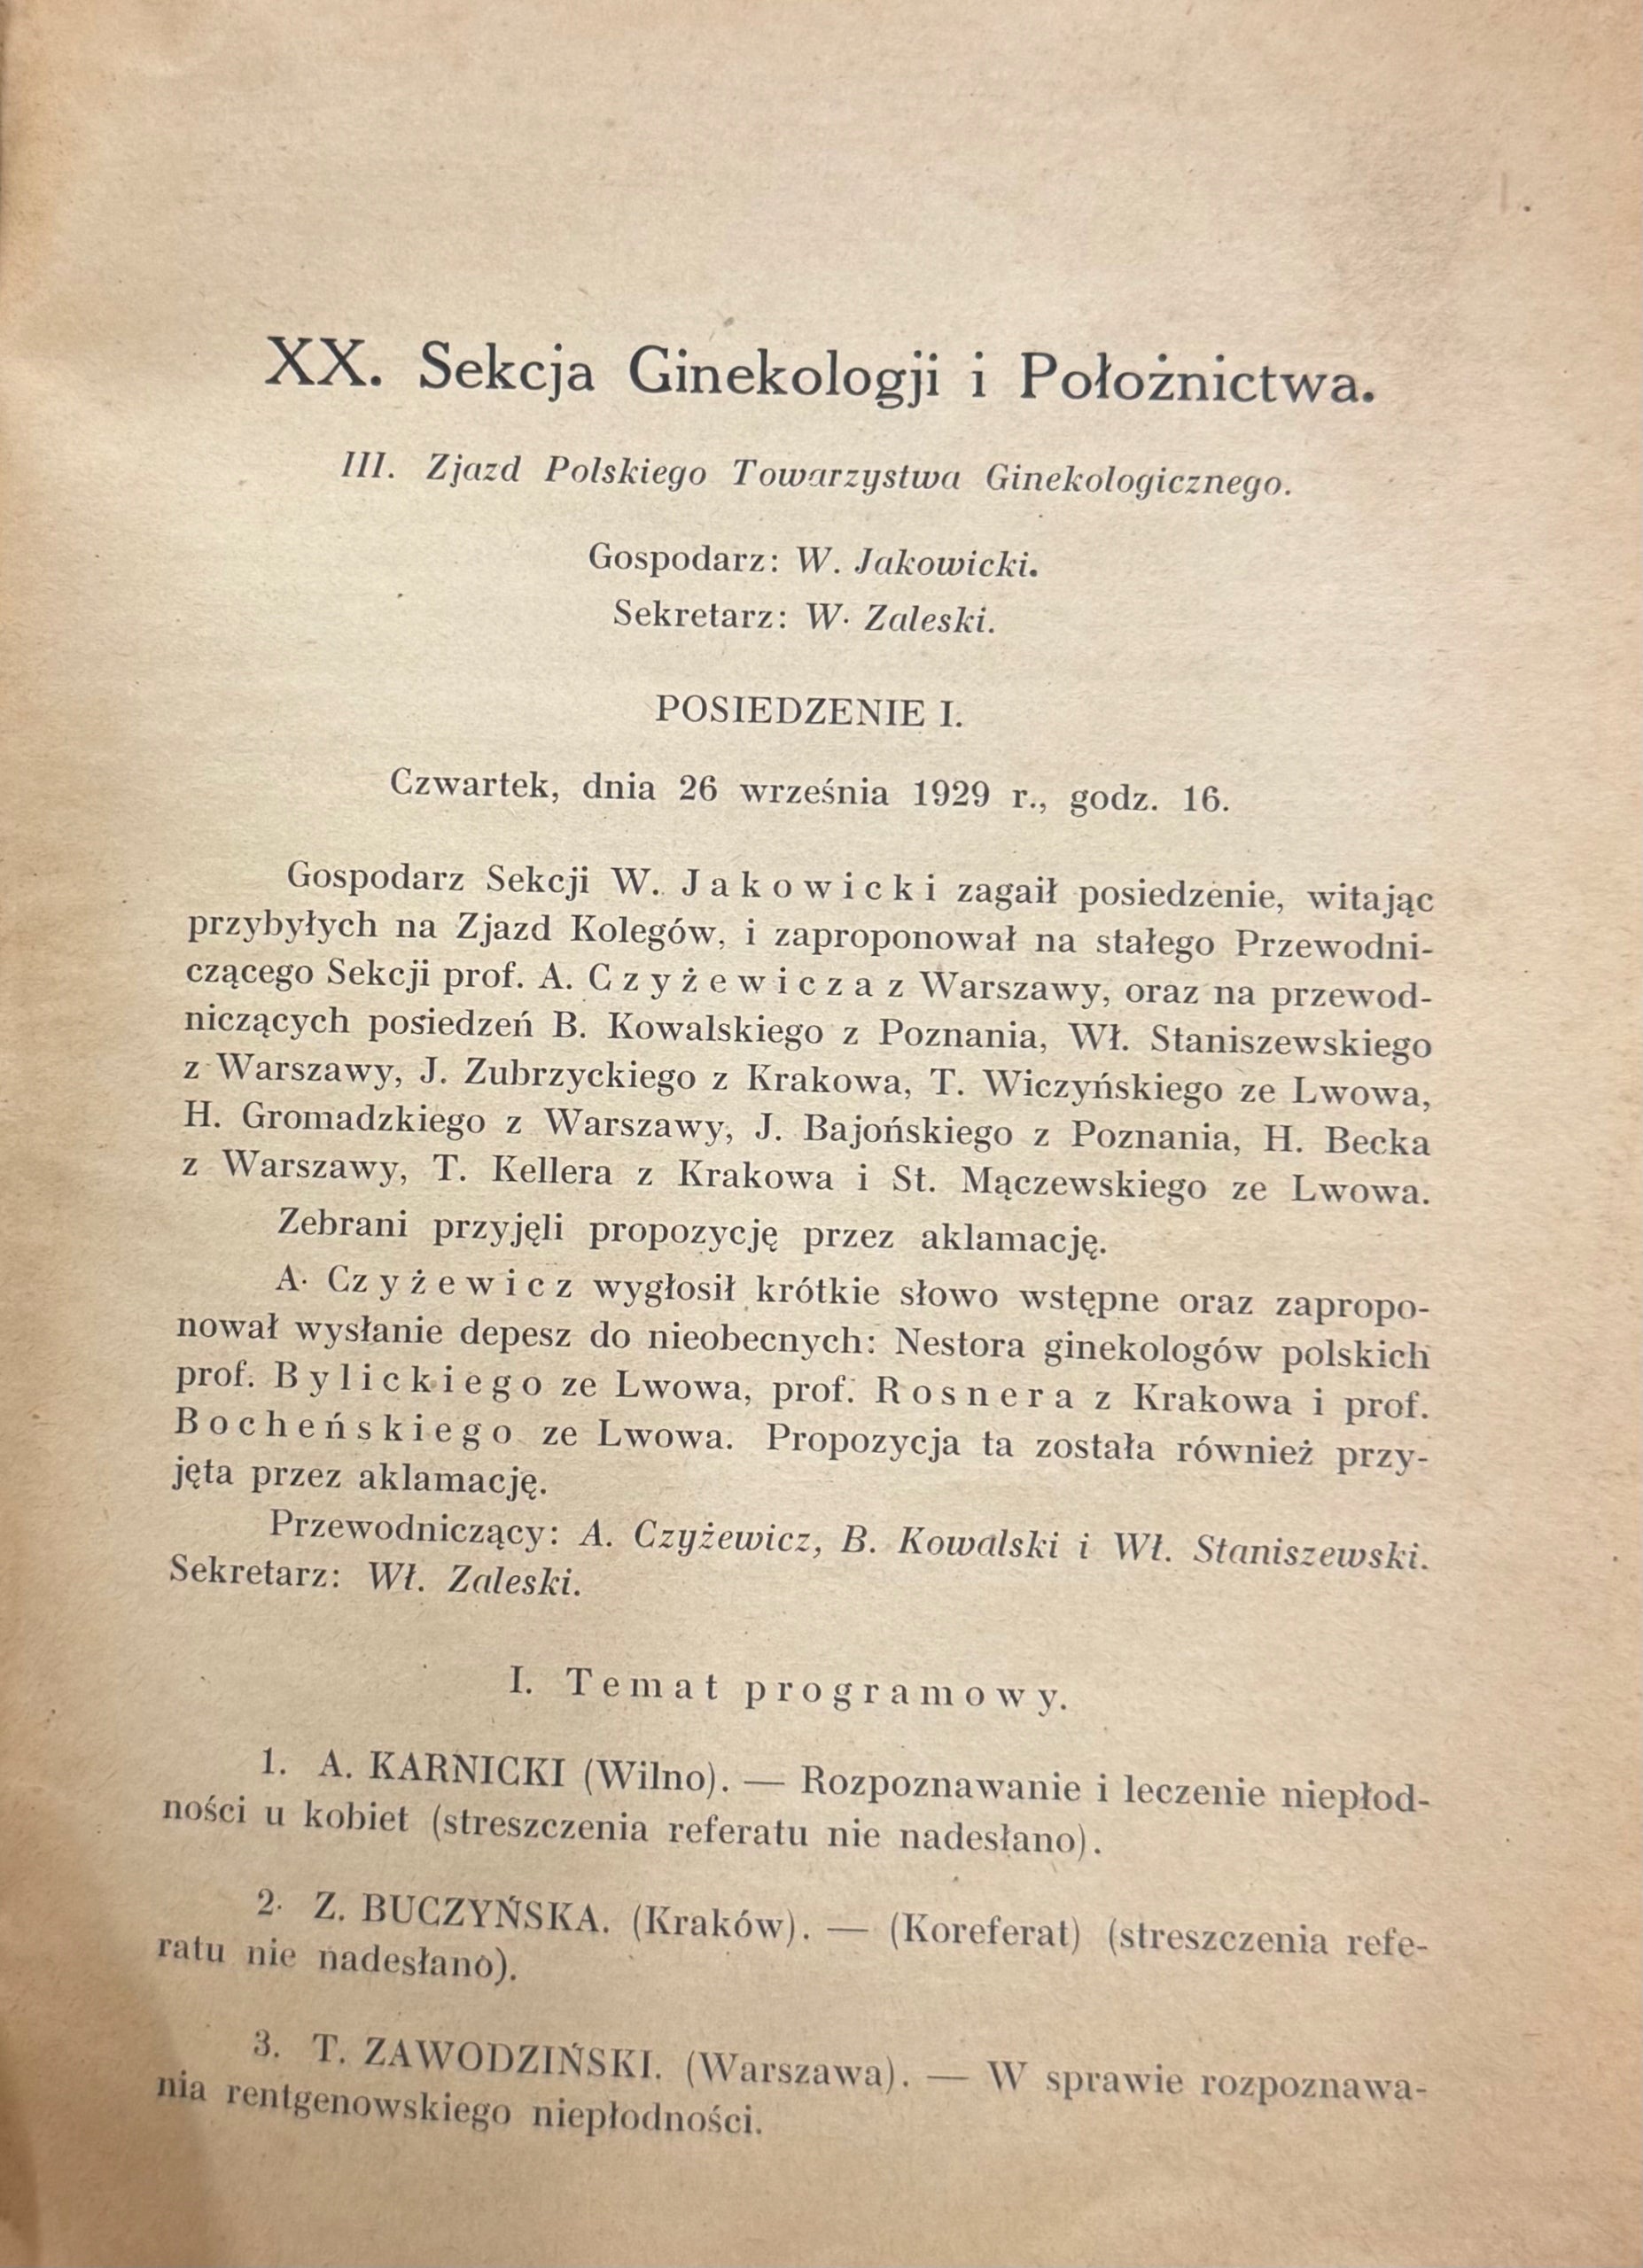 XX. Sekcja Ginekologji i Położnictwa.
III. Zjazd Polskiego Towarzystwa Ginekologicznego.
Gospodarz: W. Jakowicki.
Sekretarz: W. Zaleski.
POSIEDZENIE I.
Czwartek, dnia 26 września 1929 r., godz. 16.
Gospodarz Sekcji W. Jakowicki zagaił posiedzenie, witając
przybyłych na Zjazd Kolegów, i zaproponował na stałego Przewodni-
czącego Sekcji prof. A. Czyżewicza z Warszawy, oraz na przewod-
niczących posiedzeń B. Kowalskiego z Poznania, Wł. Staniszewskiego
z Warszawy, J. Zubrzyckiego z Krakowa, T. Wiczyńskiego ze Lwowa,
H. Gromadzkiego z Warszawy, J. Bajońskiego z Poznania, H. Becka
z Warszawy, T. Kellera z Krakowa i St. Mączewskiego ze Lwowa.
Zebrani przyjęli propozycję przez aklamację.
A. Czyżewicz wygłosił krótkie słowo wstępne oraz zapropo-
nował wysłanie depesz do nieobecnych: Nestora ginekologów polskich
prof. Bylickiego ze Lwowa, prof. Rosnera z Krakowa i prof.
Bocheńskiego ze Lwowa. Propozycja ta została również przy-
jęta przez aklamację.
Przewodniczący: A. Czyżewicz, B. Kowalski i Wł. Staniszewski.
Sekretarz: Wł. Zaleski.
I. Temat programowy.
1. A. KARNICKI (Wilno). — Rozpoznawanie i leczenie niepłod-
ności u kobiet (streszczenia referatu nie nadesłano).
2. Z. BUCZYŃSKA. (Kraków). — (Koreferat) (streszczenia refe-
ratu nie nadesłano).
3. T. ZAWODZIŃSKI. (Warszawa). — W sprawie rozpoznawa-
nia rentgenowskiego niepłodności.